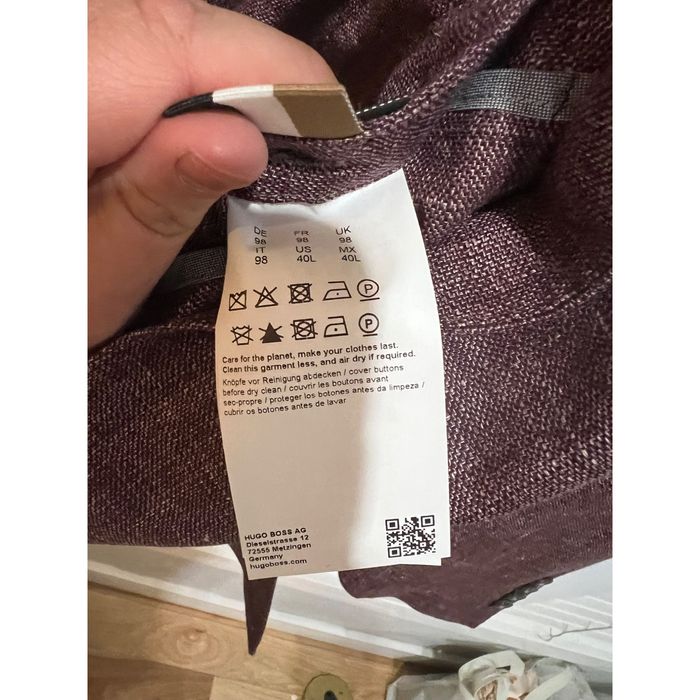 DE FR UK
98 98 98
IT US MX
98 40L 40L
P
P
Care for the planet, make your clothes last.
Clean this garment less, and air dry if required.
Knöpfe vor Reinigung abdecken / cover buttons
before dry clean / couvrir les boutons avant
sec-propre / proteger los botones antes da limpeza /
cubrir os botones antes de lavar
HUGO BOSS AG
Dieselstrasse 12
72555 Metzingen
Germany
hugoboss.com